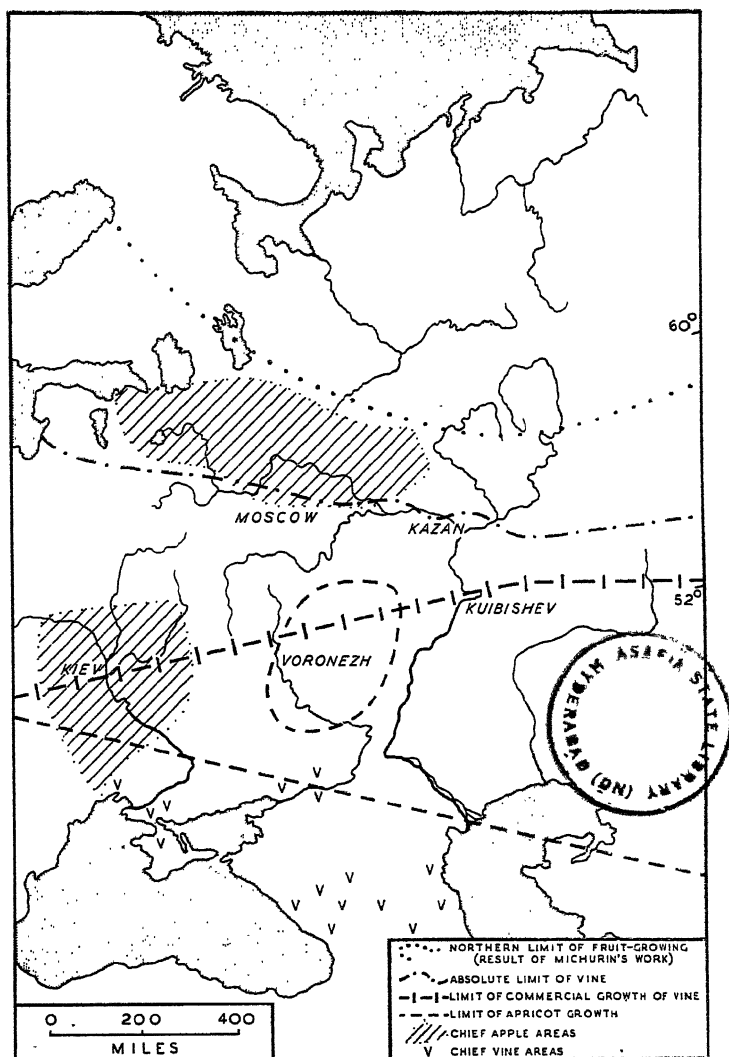 60°
MOSCOW
KAZAN
52°
KUIBISHEV
KIEV
VORONEZH
STATE LIBRARY (NG) HYDERABAD
V V V V V V V V V V V V V V V V
NORTHERN LIMIT OF FRUIT-GROWING
(RESULT OF MICHURIN'S WORK)
ABSOLUTE LIMIT OF VINE
LIMIT OF COMMERCIAL GROWTH OF VINE
LIMIT OF APRICOT GROWTH
CHIEF APPLE AREAS
V CHIEF VINE AREAS
0 200 400
MILES